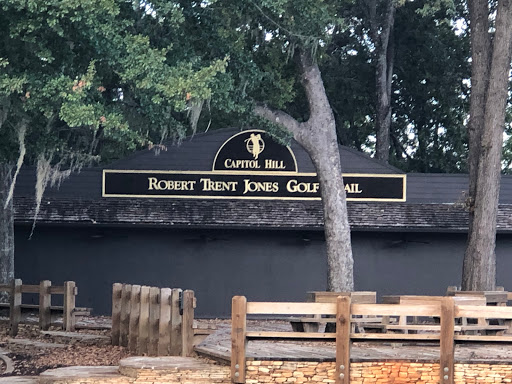 CAPITOL HILL
ROBERT TRENT JONES GOLF